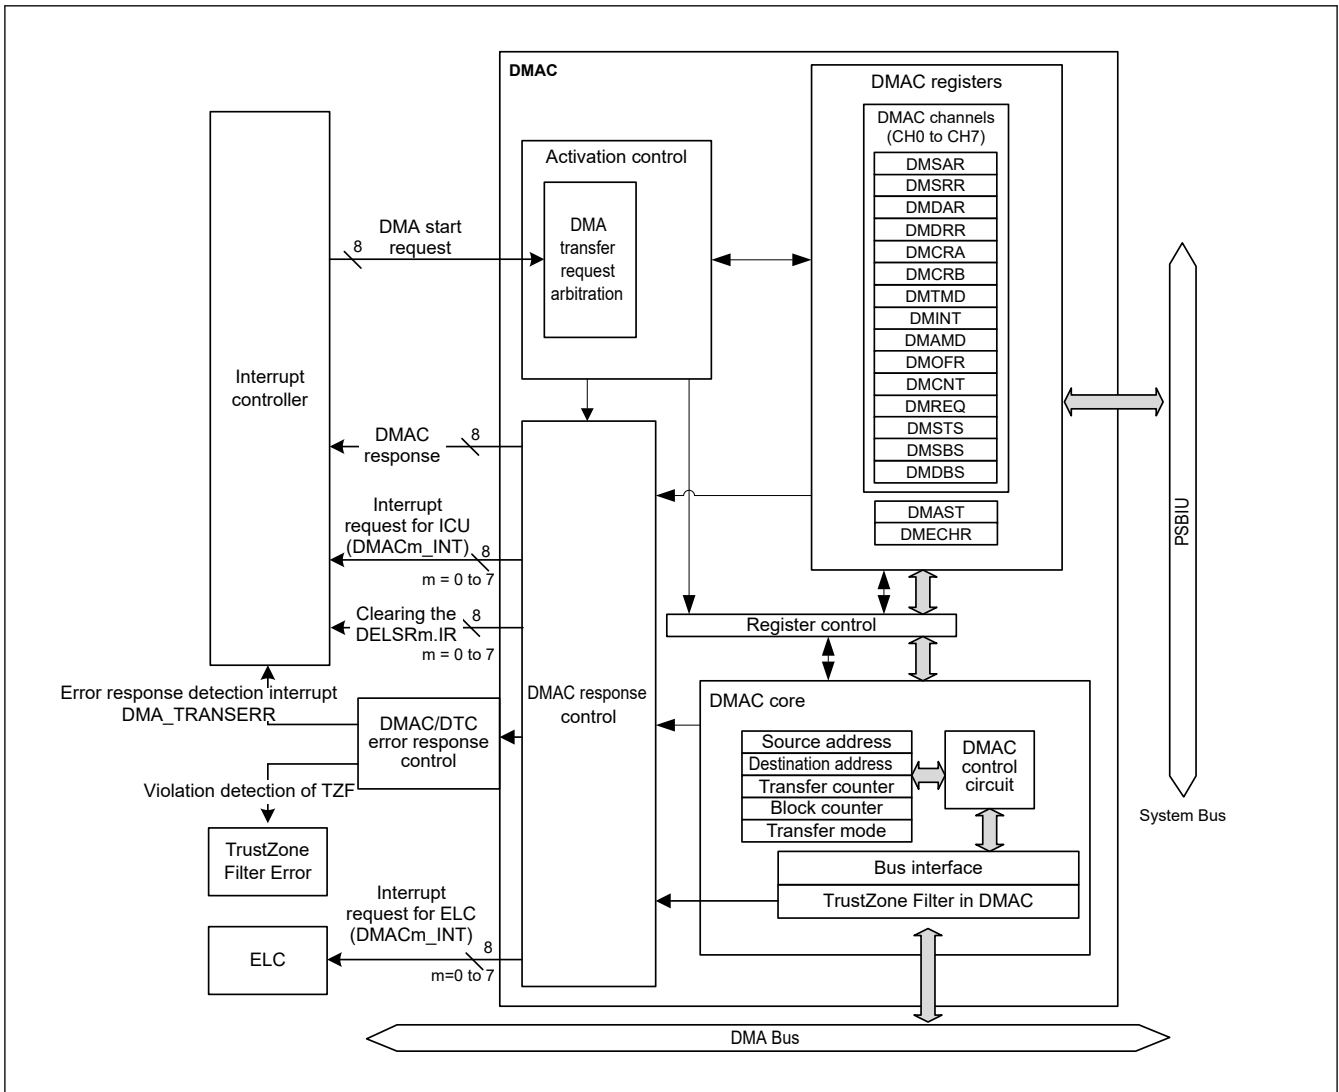 DMAC
DMAC registers
DMAC channels
(CH0 to CH7)
DMSAR
DMSRR
DMDAR
DMDRR
DMCRA
DMCRB
DMTMD
DMINT
DMAMD
DMOFR
DMCNT
DMREQ
DMSTS
DMSBS
DMDBS
DMAST
DMECHR
Activation control
DMA
transfer
request
arbitration
DMA start
request
8
Interrupt
controller
DMAC
response
8
Interrupt
request for ICU
(DMACm_INT)
8
m = 0 to 7
Clearing the
DELSRm.IR
8
m = 0 to 7
Error response detection interrupt
DMA_TRANSERR
DMAC/DTC
error response
control
Violation detection of TZF
TrustZone
Filter Error
Interrupt
request for ELC
(DMACm_INT)
8
m=0 to 7
ELC
DMAC response
control
Register control
DMAC core
Source address
Destination address
Transfer counter
Block counter
Transfer mode
DMAC
control
circuit
Bus interface
TrustZone Filter in DMAC
PSBIU
System Bus
DMA Bus